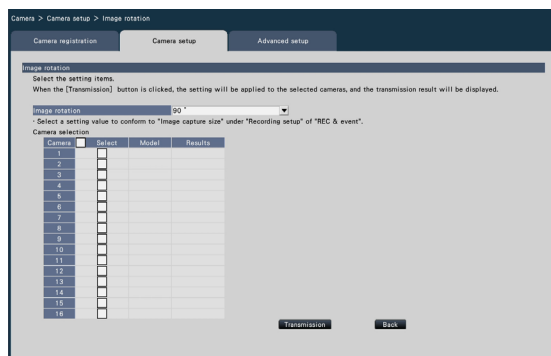 Camera > Camera setup > Image rotation
Camera registration Camera setup Advanced setup
Image rotation
Select the setting items.
When the [Transmission] button is clicked, the setting will be applied to the selected cameras, and the transmission result will be displayed.
Image rotation 90 °
· Select a setting value to conform to "Image capture size" under "Recording setup" of "REC & event".
Camera selection
Camera Select Model Results
1
2
3
4
5
6
7
8
9
10
11
12
13
14
15
16
Transmission Back